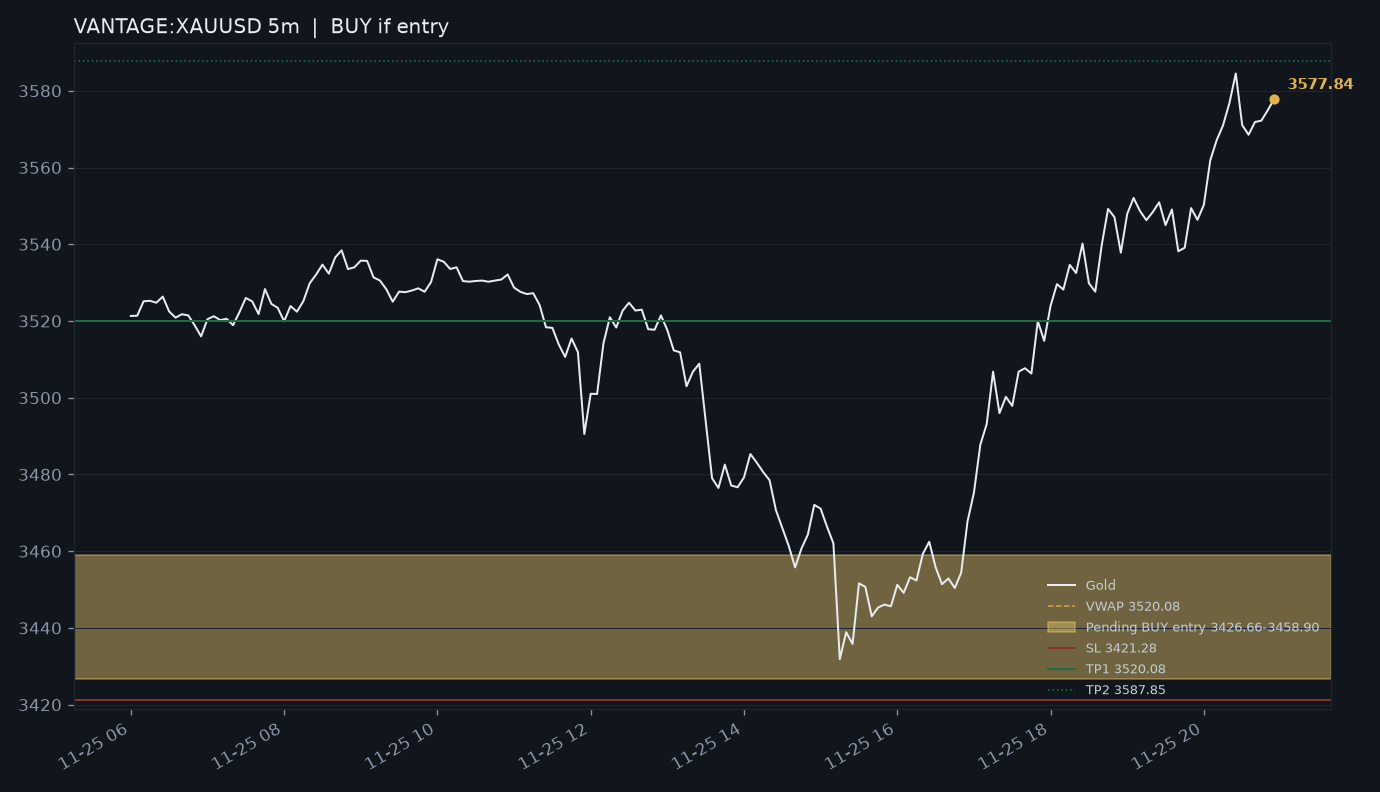 VANTAGE:XAUUSD 5m | BUY if entry
3580
3560
3540
3520
3500
3480
3460
3440
3420
3577.84
Gold
VWAP 3520.08
Pending BUY entry 3426.66-3458.90
SL 3421.28
TP1 3520.08
TP2 3587.85
11-25 06
11-25 08
11-25 10
11-25 12
11-25 14
11-25 16
11-25 18
11-25 20